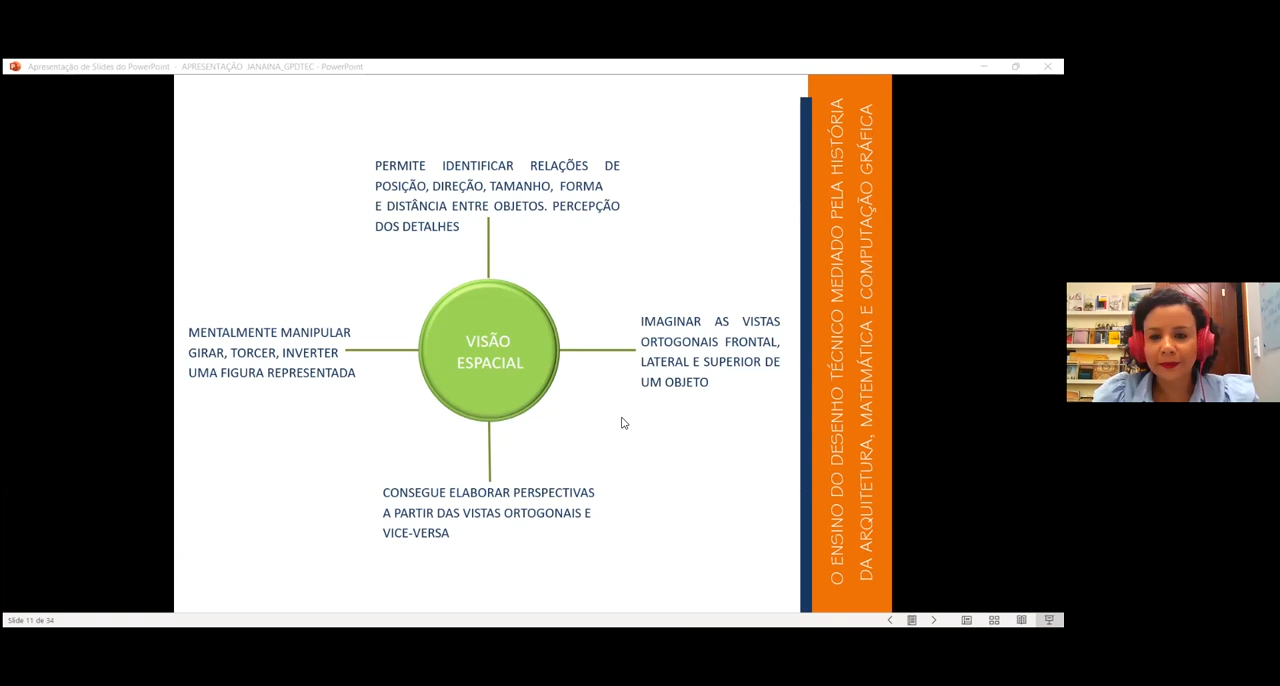 Apresentação de Slides do PowerPoint - APRESENTAÇÃO JANAINA_GPDTEC - PowerPoint
PERMITE IDENTIFICAR RELAÇÕES DE
POSIÇÃO, DIREÇÃO, TAMANHO, FORMA
E DISTÂNCIA ENTRE OBJETOS. PERCEPÇÃO
DOS DETALHES
MENTALMENTE MANIPULAR
GIRAR, TORCER, INVERTER
UMA FIGURA REPRESENTADA
VISÃO
ESPACIAL
IMAGINAR AS VISTAS
ORTOGONAIS FRONTAL,
LATERAL E SUPERIOR DE
UM OBJETO
CONSEGUE ELABORAR PERSPECTIVAS
A PARTIR DAS VISTAS ORTOGONAIS E
VICE-VERSA
O ENSINO DO DESENHO TÉCNICO MEDIADO PELA HISTÓRIA
DA ARQUITETURA, MATEMÁTICA E COMPUTAÇÃO GRÁFICA
Slide 11 de 34